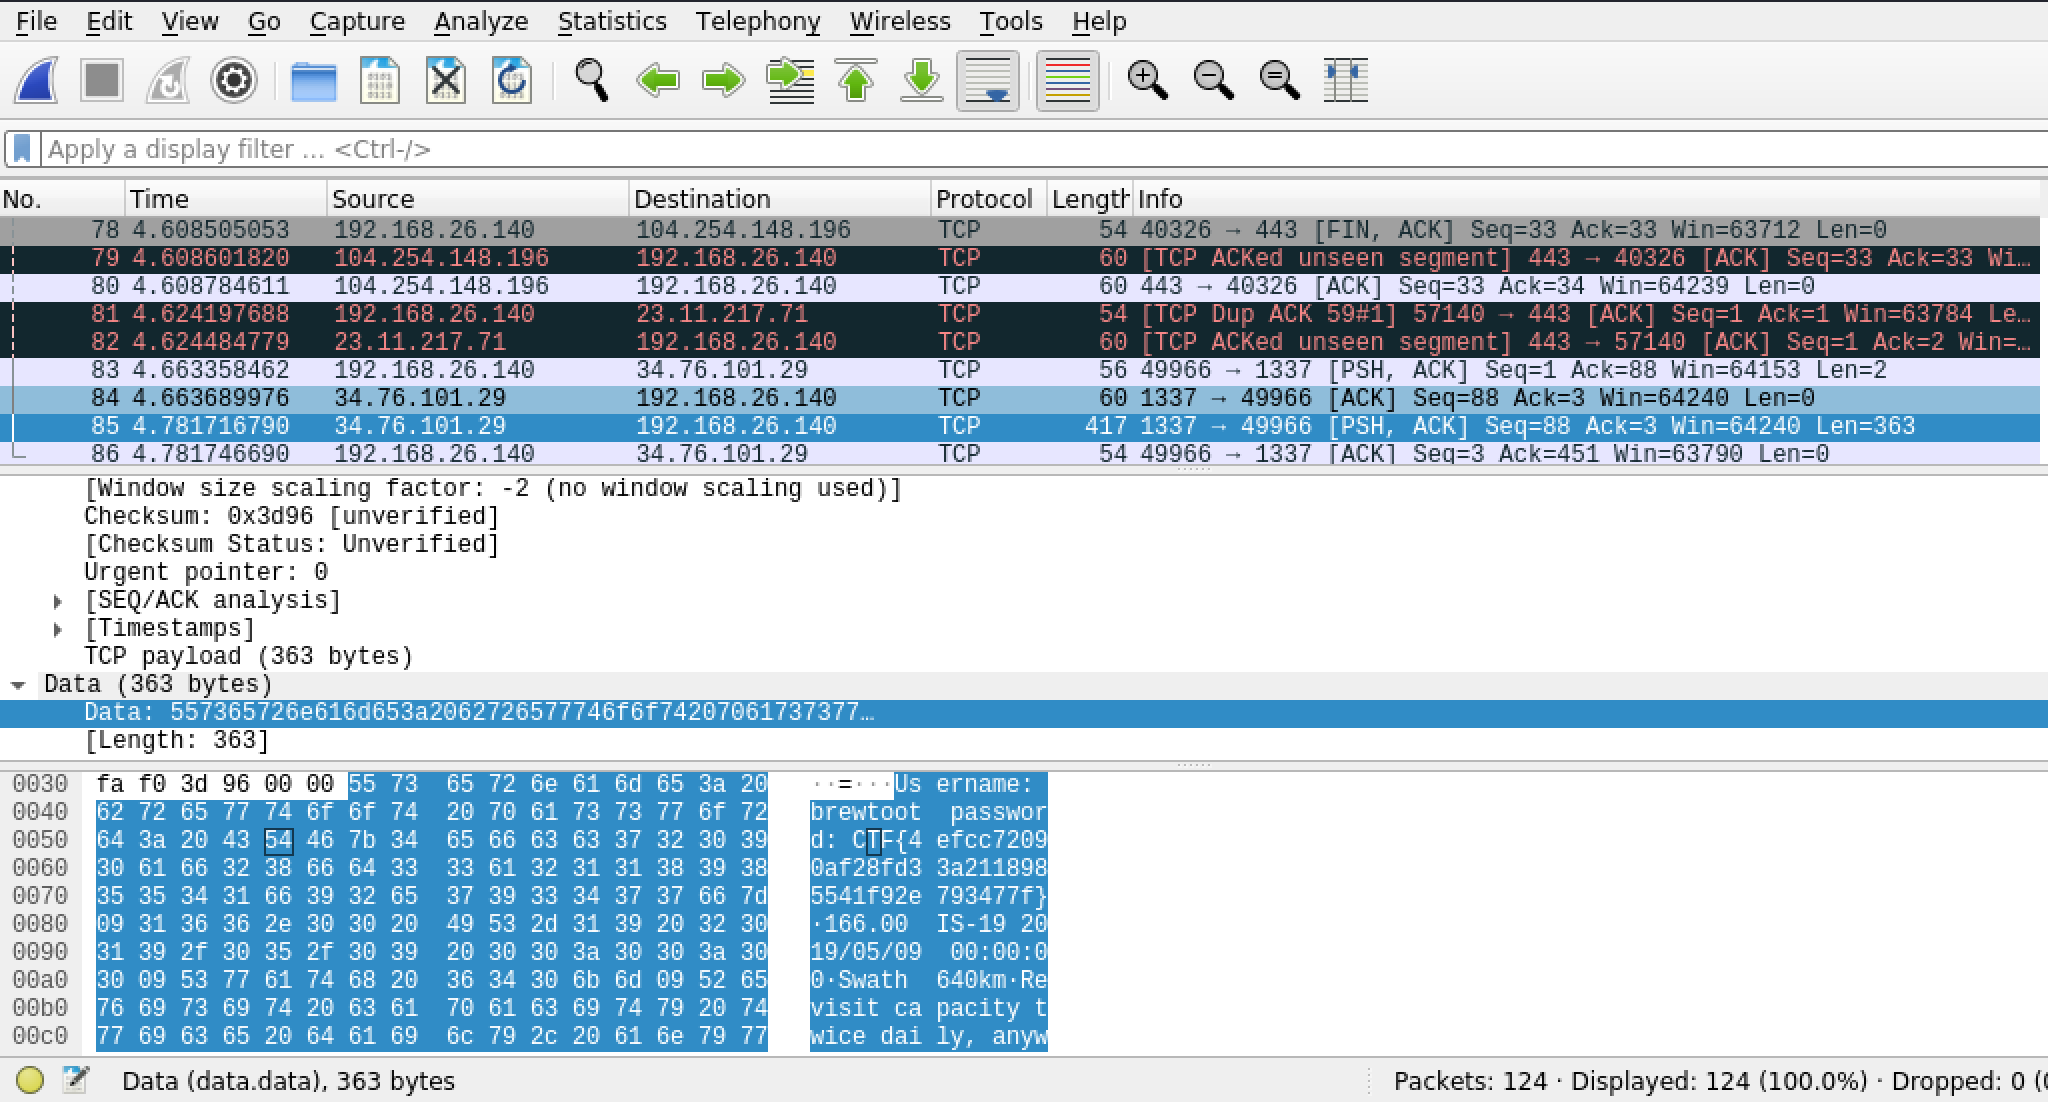 File Edit View Go Capture Analyze Statistics Telephony Wireless Tools Help
Apply a display filter ... <Ctrl-/>
No. Time Source Destination Protocol Length Info
78 4.608505053 192.168.26.140 104.254.148.196 TCP 54 40326 → 443 [FIN, ACK] Seq=33 Ack=33 Win=63712 Len=0
79 4.608601820 104.254.148.196 192.168.26.140 TCP 60 [TCP ACKed unseen segment] 443 → 40326 [ACK] Seq=33 Ack=33 Wi…
80 4.608784611 104.254.148.196 192.168.26.140 TCP 60 443 → 40326 [ACK] Seq=33 Ack=34 Win=64239 Len=0
81 4.624197688 192.168.26.140 23.11.217.71 TCP 54 [TCP Dup ACK 59#1] 57140 → 443 [ACK] Seq=1 Ack=1 Win=63784 Le…
82 4.624484779 23.11.217.71 192.168.26.140 TCP 60 [TCP ACKed unseen segment] 443 → 57140 [ACK] Seq=1 Ack=2 Win=…
83 4.663358462 192.168.26.140 34.76.101.29 TCP 56 49966 → 1337 [PSH, ACK] Seq=1 Ack=88 Win=64153 Len=2
84 4.663689976 34.76.101.29 192.168.26.140 TCP 60 1337 → 49966 [ACK] Seq=88 Ack=3 Win=64240 Len=0
85 4.781716790 34.76.101.29 192.168.26.140 TCP 417 1337 → 49966 [PSH, ACK] Seq=88 Ack=3 Win=64240 Len=363
86 4.781746690 192.168.26.140 34.76.101.29 TCP 54 49966 → 1337 [ACK] Seq=3 Ack=451 Win=63790 Len=0
[Window size scaling factor: -2 (no window scaling used)]
Checksum: 0x3d96 [unverified]
[Checksum Status: Unverified]
Urgent pointer: 0
[SEQ/ACK analysis]
[Timestamps]
TCP payload (363 bytes)
Data (363 bytes)
Data: 557365726e616d653a2062726577746f6f742070617373​77…
[Length: 363]
0030 fa f0 3d 96 00 00 55 73 65 72 6e 61 6d 65 3a 20 ··=···Us ername:
0040 62 72 65 77 74 6f 6f 74 20 70 61 73 73 77 6f 72 brewtoot passwor
0050 64 3a 20 43 54 46 7b 34 65 66 63 63 37 32 30 39 d: CTF{4 efcc7209
0060 30 61 66 32 38 66 64 33 33 61 32 31 31 38 39 38 0af28fd3 3a211898
0070 35 35 34 31 66 39 32 65 37 39 33 34 37 37 66 7d 5541f92e 793477f}
0080 09 31 36 36 2e 30 30 20 49 53 2d 31 39 20 32 30 ·166.00 IS-19 20
0090 31 39 2f 30 35 2f 30 39 20 30 30 3a 30 30 3a 30 19/05/09 00:00:0
00a0 30 09 53 77 61 74 68 20 36 34 30 6b 6d 09 52 65 0·Swath 640km·Re
00b0 76 69 73 69 74 20 63 61 70 61 63 69 74 79 20 74 visit ca pacity t
00c0 77 69 63 65 20 64 61 69 6c 79 2c 20 61 6e 79 77 wice dai ly, anyw
Data (data.data), 363 bytes Packets: 124 · Displayed: 124 (100.0%) · Dropped: 0 (